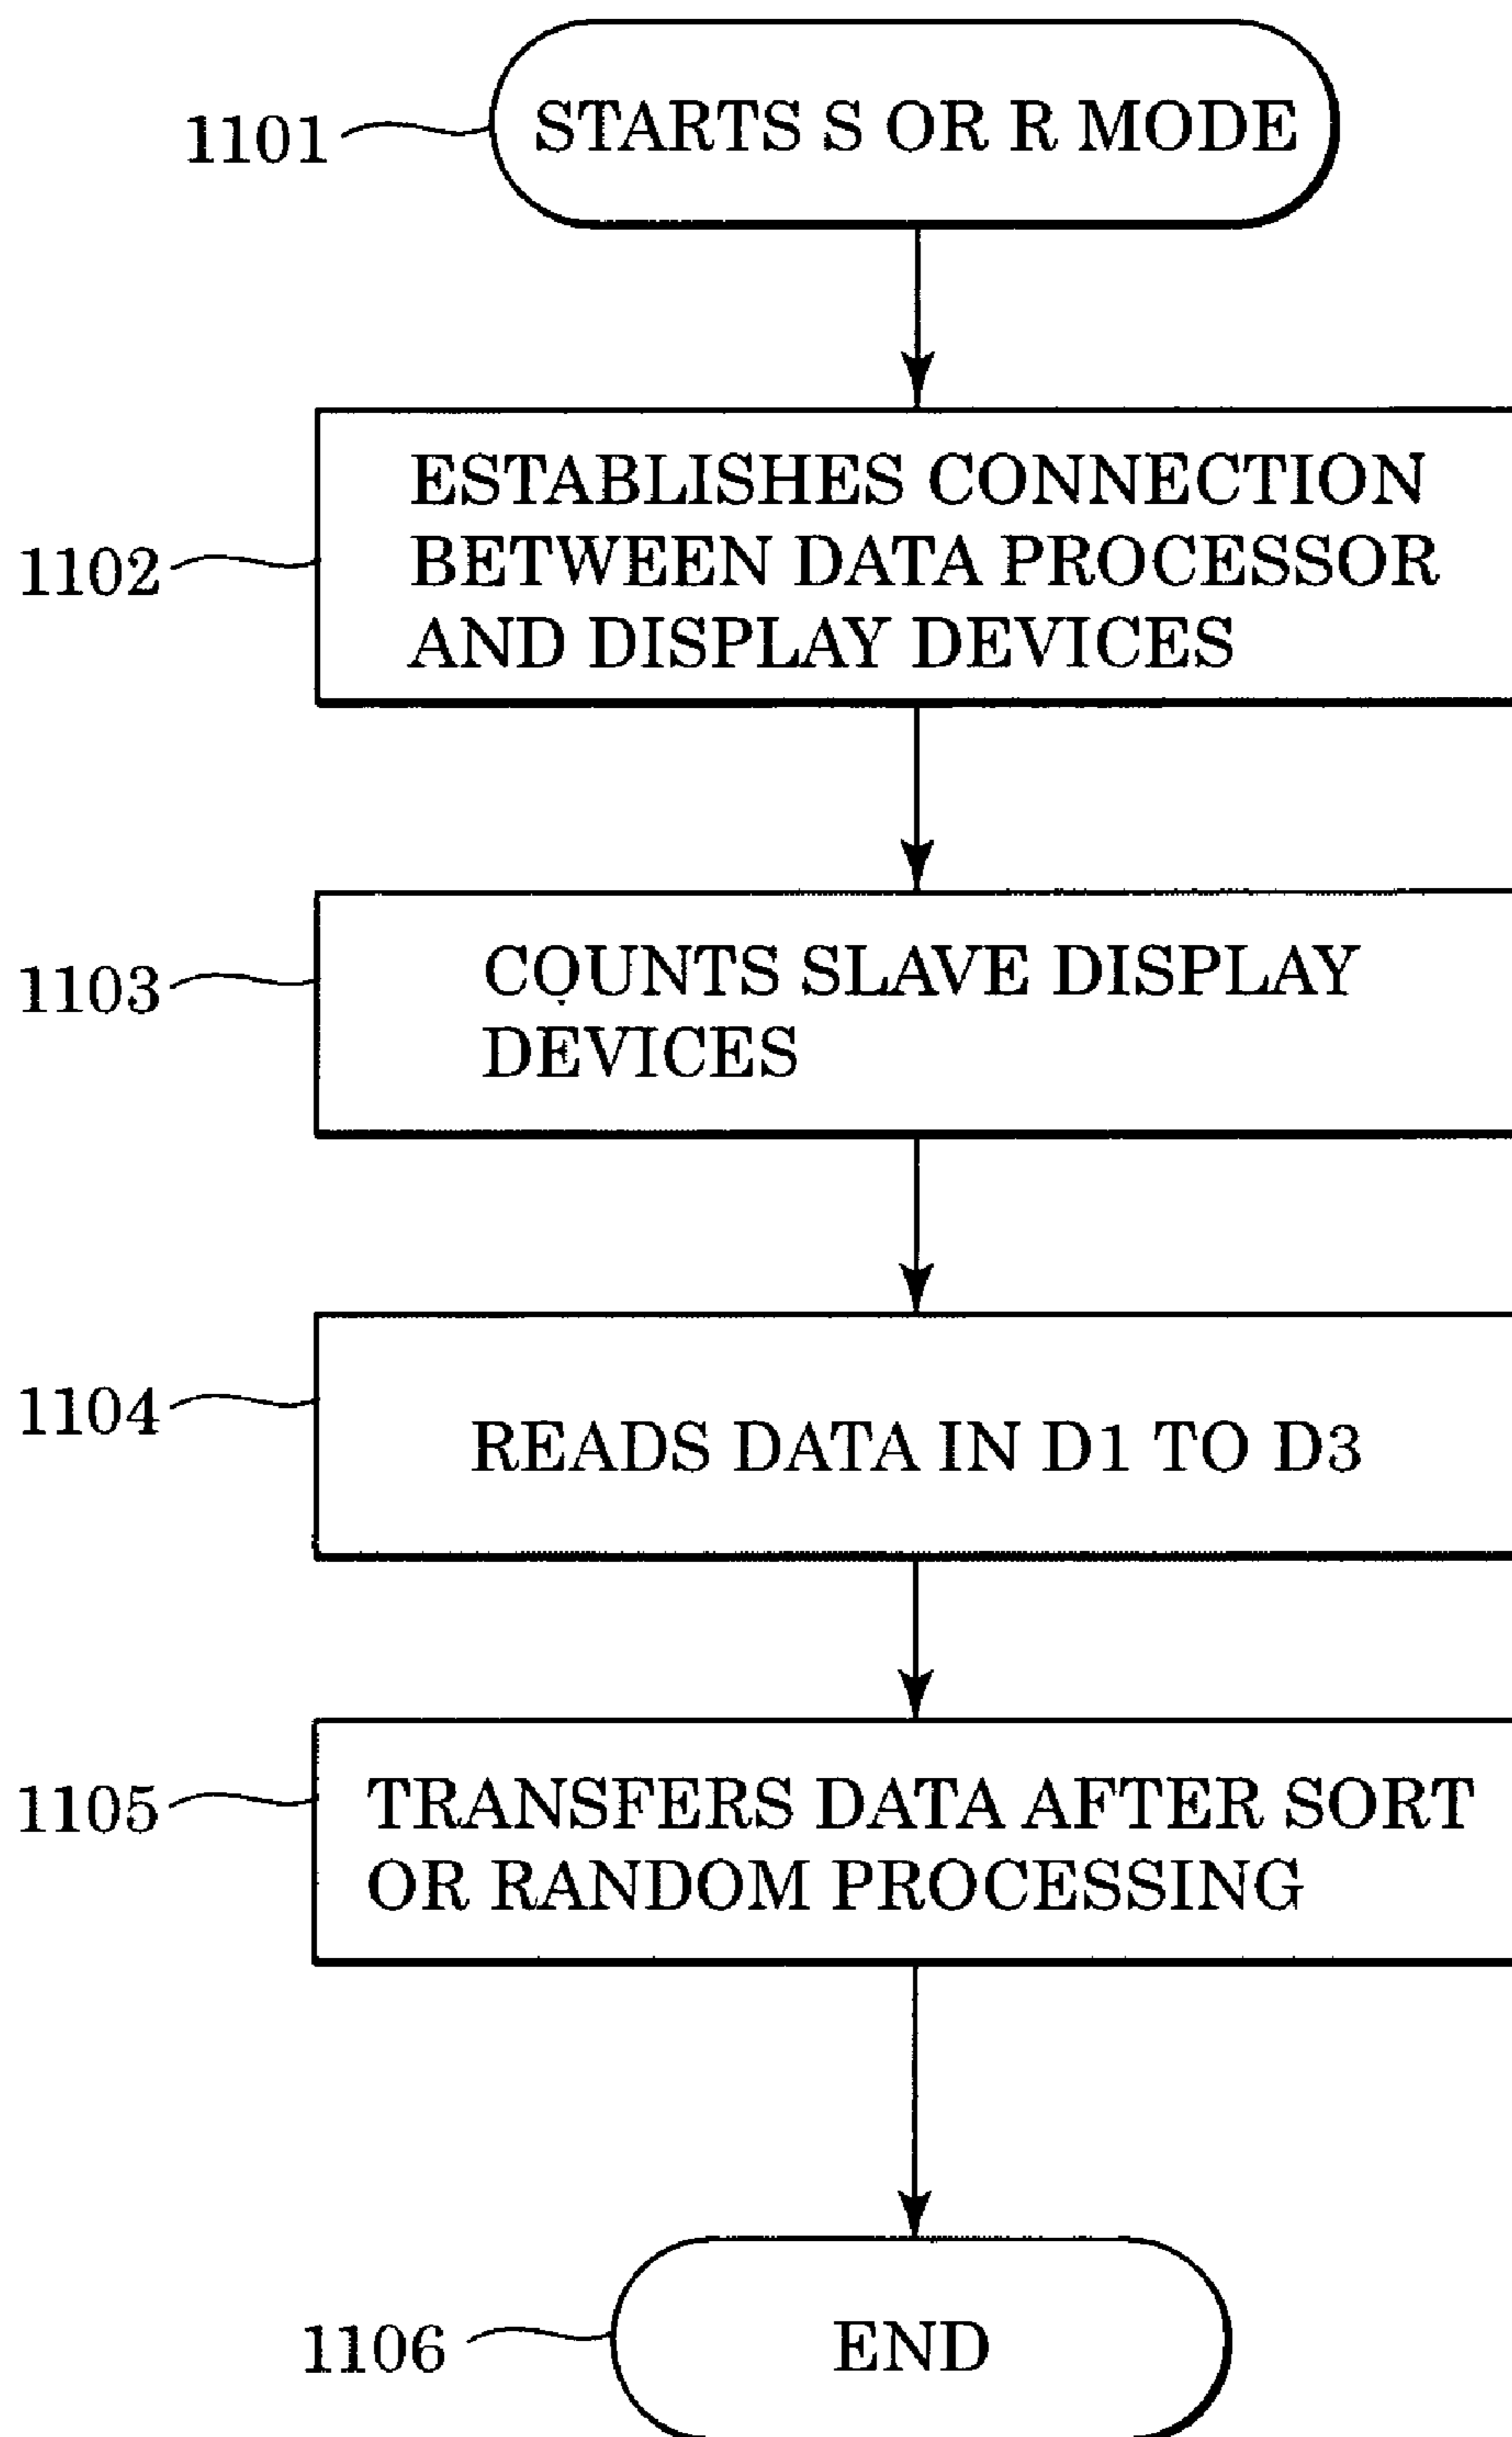 1101
STARTS S OR R MODE
1102
ESTABLISHES CONNECTION
BETWEEN DATA PROCESSOR
AND DISPLAY DEVICES
1103
COUNTS SLAVE DISPLAY
DEVICES
1104
READS DATA IN D1 TO D3
1105
TRANSFERS DATA AFTER SORT
OR RANDOM PROCESSING
1106
END